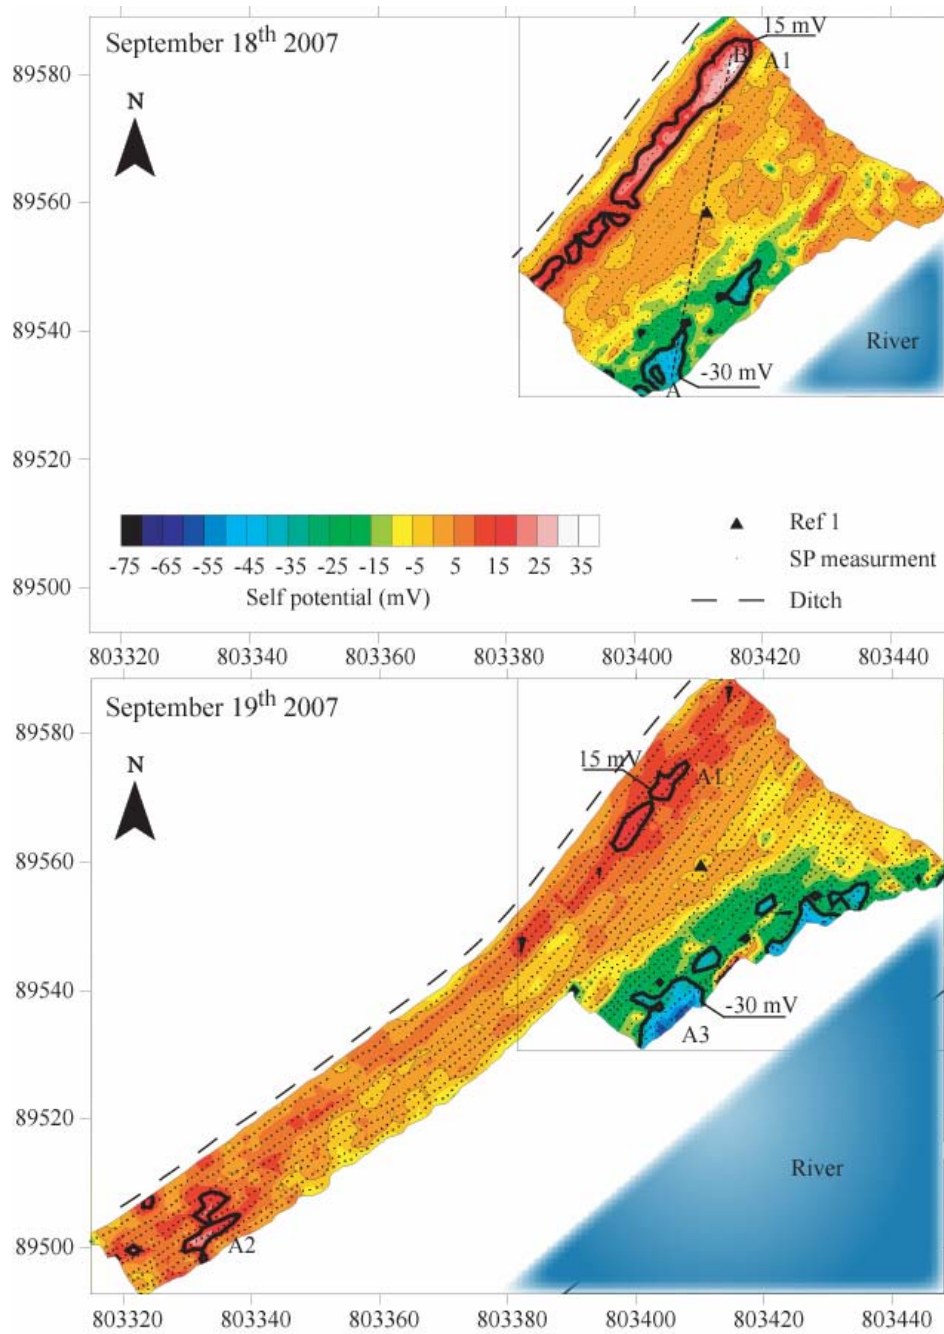 September 18th 2007
15 mV
B
A1
89580
N
89560
89540
River
-30 mV
A
89520
-75 -65 -55 -45 -35 -25 -15 -5 5 15 25 35
Self potential (mV)
Ref 1
SP measurment
Ditch
89500
803320 803340 803360 803380 803400 803420 803440
September 19th 2007
89580
N
15 mV
A1
89560
89540
-30 mV
A3
89520
River
89500
A2
803320 803340 803360 803380 803400 803420 803440